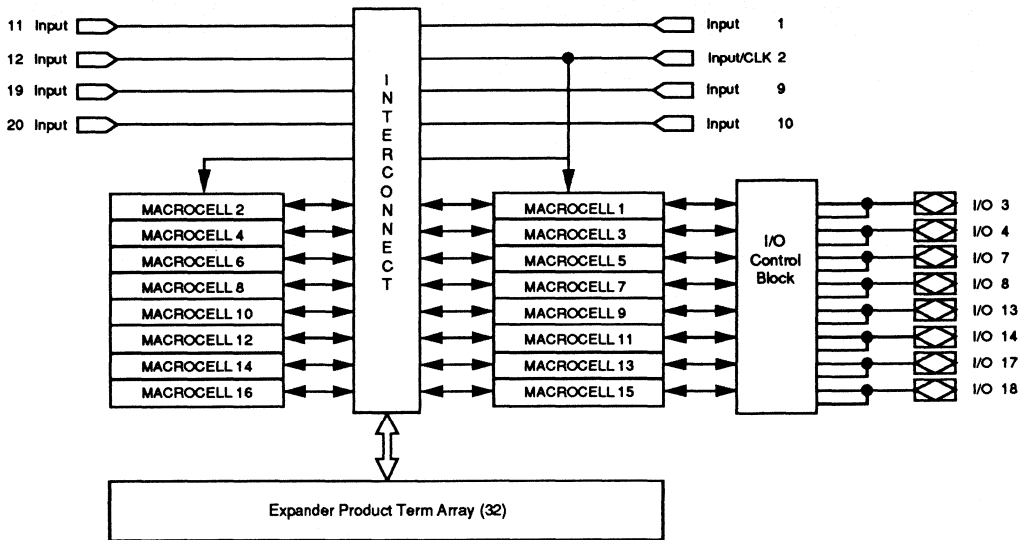 11 Input
Input 1
12 Input
Input/CLK 2
19 Input
Input 9
20 Input
Input 10
INTERCONNECT
MACROCELL 2
MACROCELL 4
MACROCELL 6
MACROCELL 8
MACROCELL 10
MACROCELL 12
MACROCELL 14
MACROCELL 16
MACROCELL 1
MACROCELL 3
MACROCELL 5
MACROCELL 7
MACROCELL 9
MACROCELL 11
MACROCELL 13
MACROCELL 15
I/O
Control
Block
I/O 3
I/O 4
I/O 7
I/O 8
I/O 13
I/O 14
I/O 17
I/O 18
Expander Product Term Array (32)